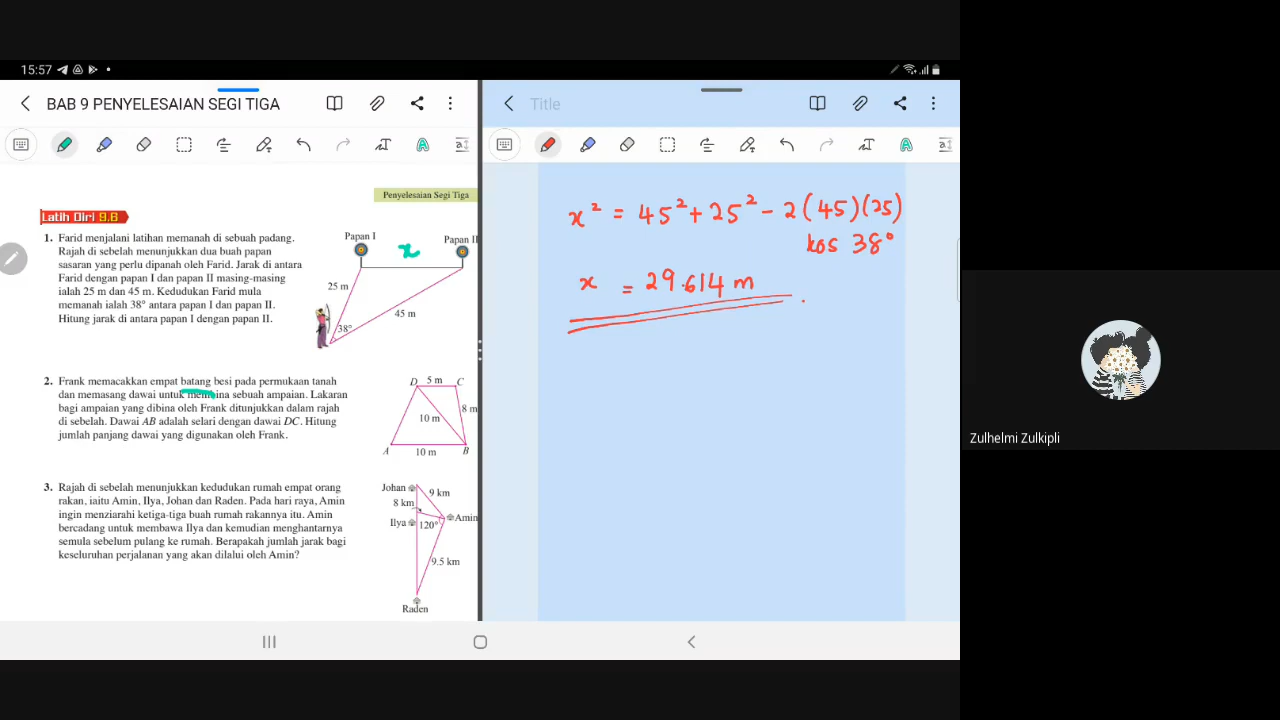 15:57
BAB 9 PENYELESAIAN SEGI TIGA
Title
Penyelesaian Segi Tiga
Latih Diri 9.8
1. Farid menjalani latihan memanah di sebuah padang.
Rajah di sebelah menunjukkan dua buah papan
sasaran yang perlu dipanah oleh Farid. Jarak di antara
Farid dengan papan I dan papan II masing-masing
ialah 25 m dan 45 m. Kedudukan Farid mula
memanah ialah 38° antara papan I dan papan II.
Hitung jarak di antara papan I dengan papan II.
Papan I
x
Papan II
25 m
45 m
38°
2. Frank memacakkan empat batang besi pada permukaan tanah
dan memasang dawai untuk membina sebuah ampaian. Lakaran
bagi ampaian yang dibina oleh Frank ditunjukkan dalam rajah
di sebelah. Dawai AB adalah selari dengan dawai DC. Hitung
jumlah panjang dawai yang digunakan oleh Frank.
D 5 m C
8 m
10 m
A 10 m B
3. Rajah di sebelah menunjukkan kedudukan rumah empat orang
rakan, iaitu Amin, Ilya, Johan dan Raden. Pada hari raya, Amin
ingin menziarahi ketiga-tiga buah rumah rakannya itu. Amin
bercadang untuk membawa Ilya dan kemudian menghantarnya
semula sebelum pulang ke rumah. Berapakah jumlah jarak bagi
keseluruhan perjalanan yang akan dilalui oleh Amin?
Johan
9 km
8 km
Amin
Ilya 120°
9.5 km
Raden
x² = 45² + 25² - 2(45)(25)
kos 38°
x = 29.614 m
Zulhelmi Zulkipli